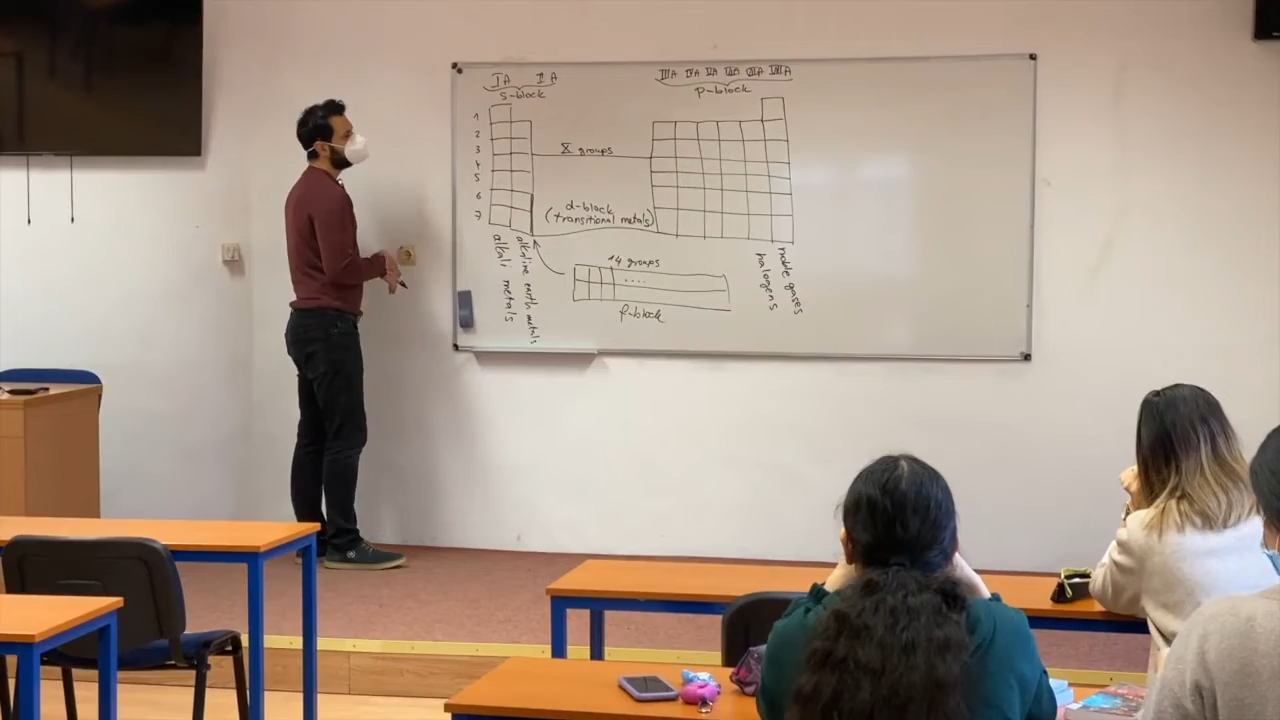 IA IIA
s-block
IIIA IVA VA VIA VIIA VIIIA
p-block
1
2
3
4
5
6
7
X groups
d-block
(transitional metals)
14 groups
....
f-block
alkali metals
alkaline earth metals
halogens
noble gases